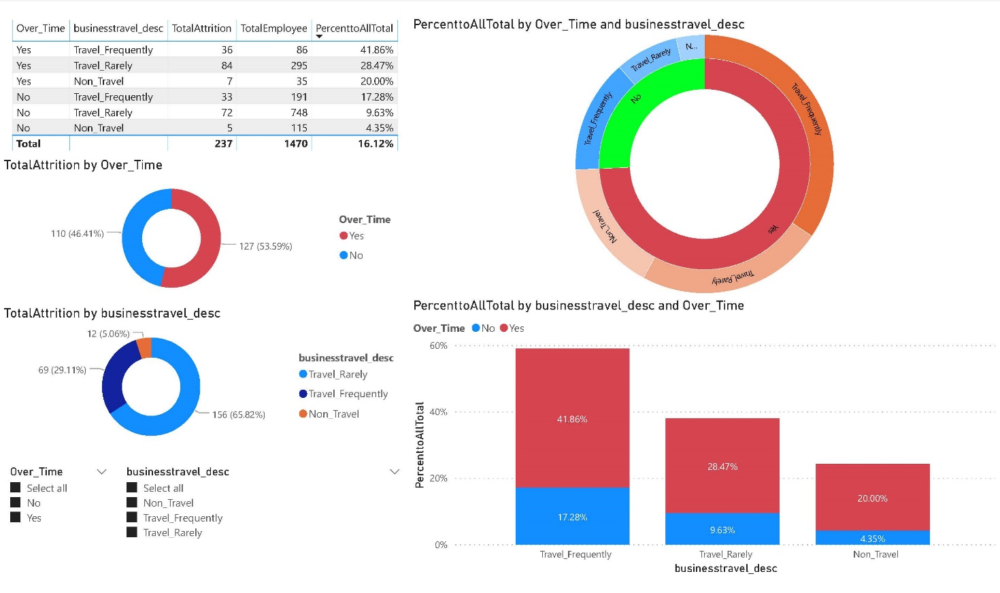 Over_Time businesstravel_desc TotalAttrition TotalEmployee PercenttoAllTotal
Yes Travel_Frequently 36 86 41.86%
Yes Travel_Rarely 84 295 28.47%
Yes Non_Travel 7 35 20.00%
No Travel_Frequently 33 191 17.28%
No Travel_Rarely 72 748 9.63%
No Non_Travel 5 115 4.35%
Total 237 1470 16.12%
TotalAttrition by Over_Time
110 (46.41%)
127 (53.59%)
Over_Time
Yes
No
TotalAttrition by businesstravel_desc
12 (5.06%)
69 (29.11%)
156 (65.82%)
businesstravel_desc
Travel_Rarely
Travel_Frequently
Non_Travel
Over_Time
Select all
No
Yes
businesstravel_desc
Select all
Non_Travel
Travel_Frequently
Travel_Rarely
PercenttoAllTotal by Over_Time and businesstravel_desc
N...
Travel_Rarely
Travel_Frequently
No
Travel_Frequently
Non_Travel
Yes
Travel_Rarely
PercenttoAllTotal by businesstravel_desc and Over_Time
Over_Time No Yes
60%
40%
20%
0%
PercenttoAllTotal
41.86%
17.28%
28.47%
9.63%
20.00%
4.35%
Travel_Frequently Travel_Rarely Non_Travel
businesstravel_desc